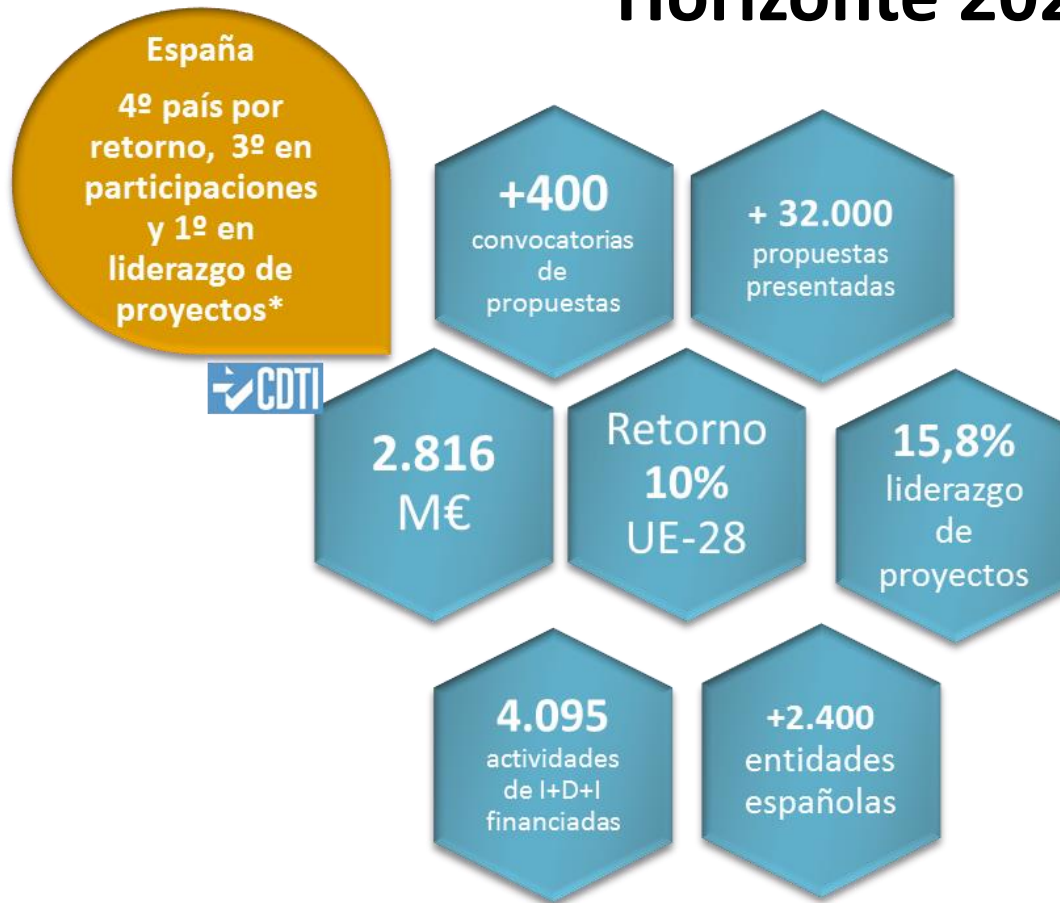 Horizonte 202
España
4º país por
retorno, 3º en
participaciones
y 1º en
liderazgo de
proyectos*
+400
convocatorias
de
propuestas
+ 32.000
propuestas
presentadas
CDTI
2.816
M€
Retorno
10%
UE-28
15,8%
liderazgo
de
proyectos
4.095
actividades
de I+D+I
financiadas
+2.400
entidades
españolas